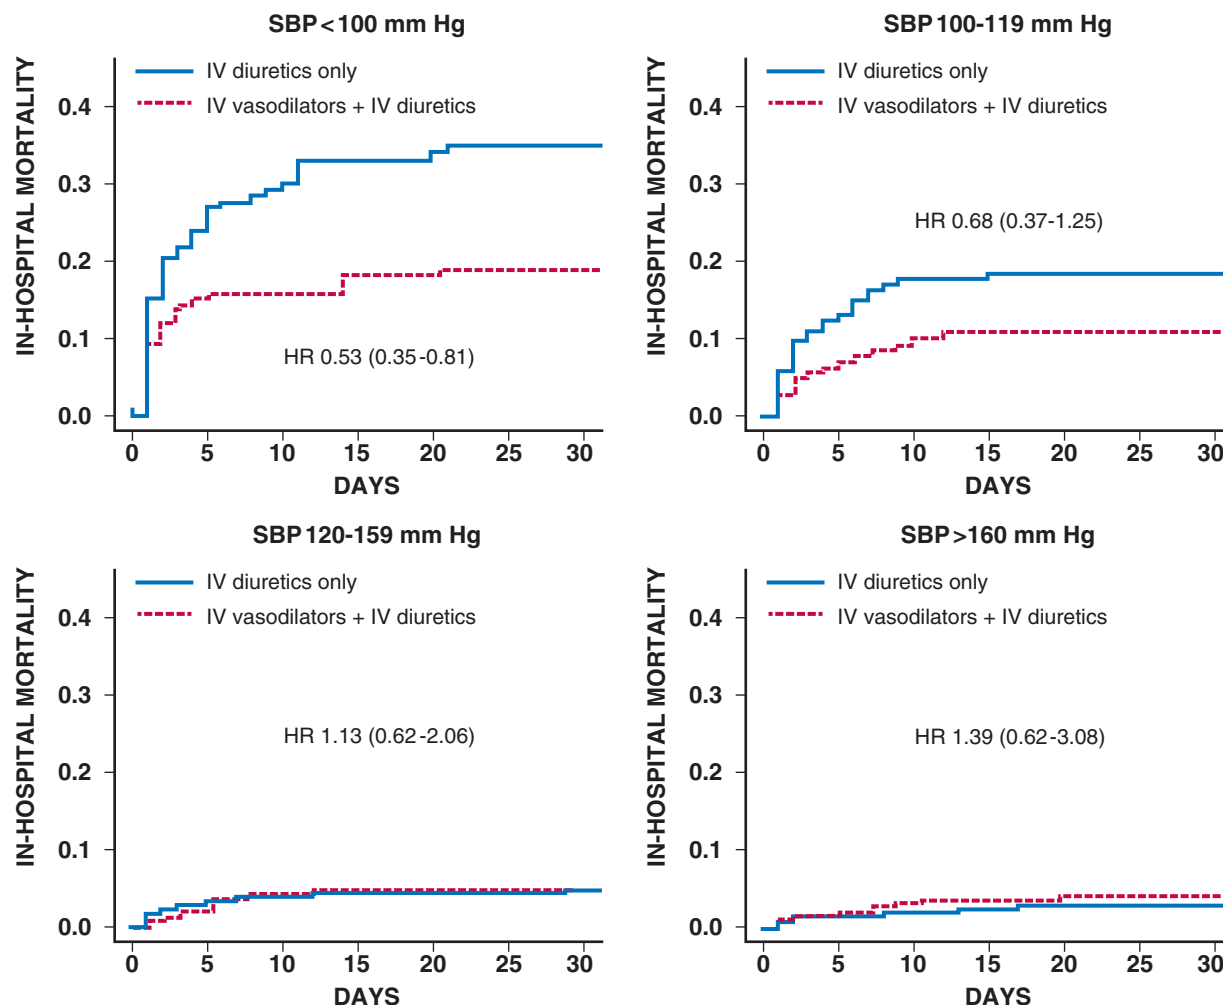 SBP<100 mm Hg
IN-HOSPITAL MORTALITY
IV diuretics only
IV vasodilators + IV diuretics
0.4
0.3
0.2
0.1
0.0
HR 0.53 (0.35-0.81)
0 5 10 15 20 25 30
DAYS
SBP 100-119 mm Hg
IN-HOSPITAL MORTALITY
IV diuretics only
IV vasodilators + IV diuretics
0.4
0.3
0.2
0.1
0.0
HR 0.68 (0.37-1.25)
0 5 10 15 20 25 30
DAYS
SBP 120-159 mm Hg
IN-HOSPITAL MORTALITY
IV diuretics only
IV vasodilators + IV diuretics
0.4
0.3
0.2
0.1
0.0
HR 1.13 (0.62-2.06)
0 5 10 15 20 25 30
DAYS
SBP>160 mm Hg
IN-HOSPITAL MORTALITY
IV diuretics only
IV vasodilators + IV diuretics
0.4
0.3
0.2
0.1
0.0
HR 1.39 (0.62-3.08)
0 5 10 15 20 25 30
DAYS